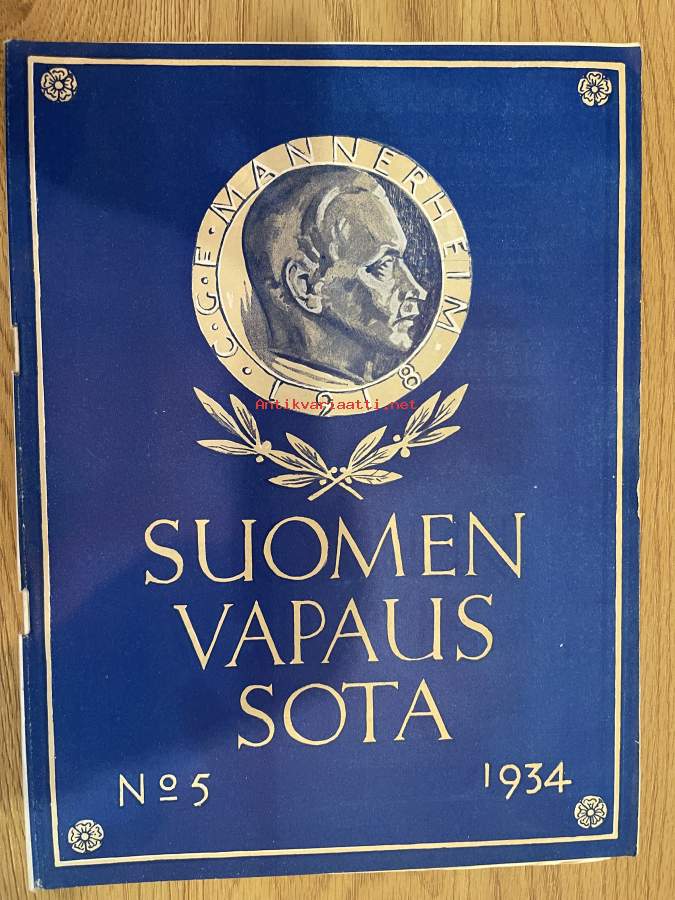 · C · G · E · MANNERHEIM
1918
Antikvariaatti.net
SUOMEN
VAPAUS
SOTA
No 5
1934